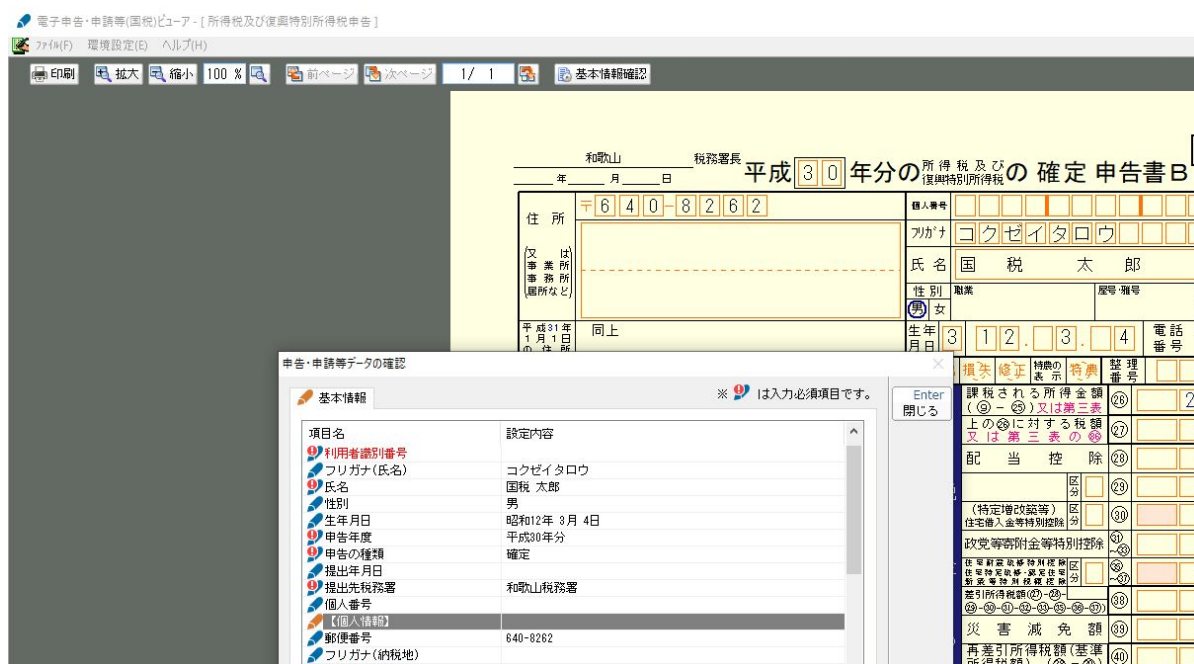 電子申告・申請等(国税)ビューア - [ 所得税及び復興特別所得税申告 ]
ファイル(F) 環境設定(E) ヘルプ(H)
印刷 拡大 縮小 100 % 前ページ 次ページ 1/ 1 基本情報確認
和歌山 税務署長
年 月 日
平成30年分の所得税及び復興特別所得税の 確定 申告書B
住 所
〒640-8262
(又 は 事業所 事務所 居所など)
平成31年1月1日の住所
同上
個人番号
フリガナ コクゼイタロウ
氏名 国税 太郎
性別 男 女 職業 屋号・雅号
生年月日 3 12. 3. 4 電話番号
損失 修正 特農の表示 特農 整理番号
課税される所得金額 (⑨-㉕)又は第三表 ㉖ 2
上の㉖に対する税額 又は第三表の ㉗
配 当 控 除 ㉘
区分 ㉙
(特定増改築等) 住宅借入金等特別控除 区分 ㉚
政党等寄附金等特別控除 ㉛~㉝
区分 ~㊲
差引所得税額 ㊳
災 害 減 免 額 ㊴
再差引所得税額(基準所得税額) ㊵
申告・申請等データの確認
基本情報
※ は入力必須項目です。
Enter
閉じる
項目名 設定内容
利用者識別番号
フリガナ(氏名) コクゼイタロウ
氏名 国税 太郎
性別 男
生年月日 昭和12年 3月 4日
申告年度 平成30年分
申告の種類 確定
提出年月日
提出先税務署 和歌山税務署
個人番号
【個人情報】
郵便番号 640-8262
フリガナ(納税地)